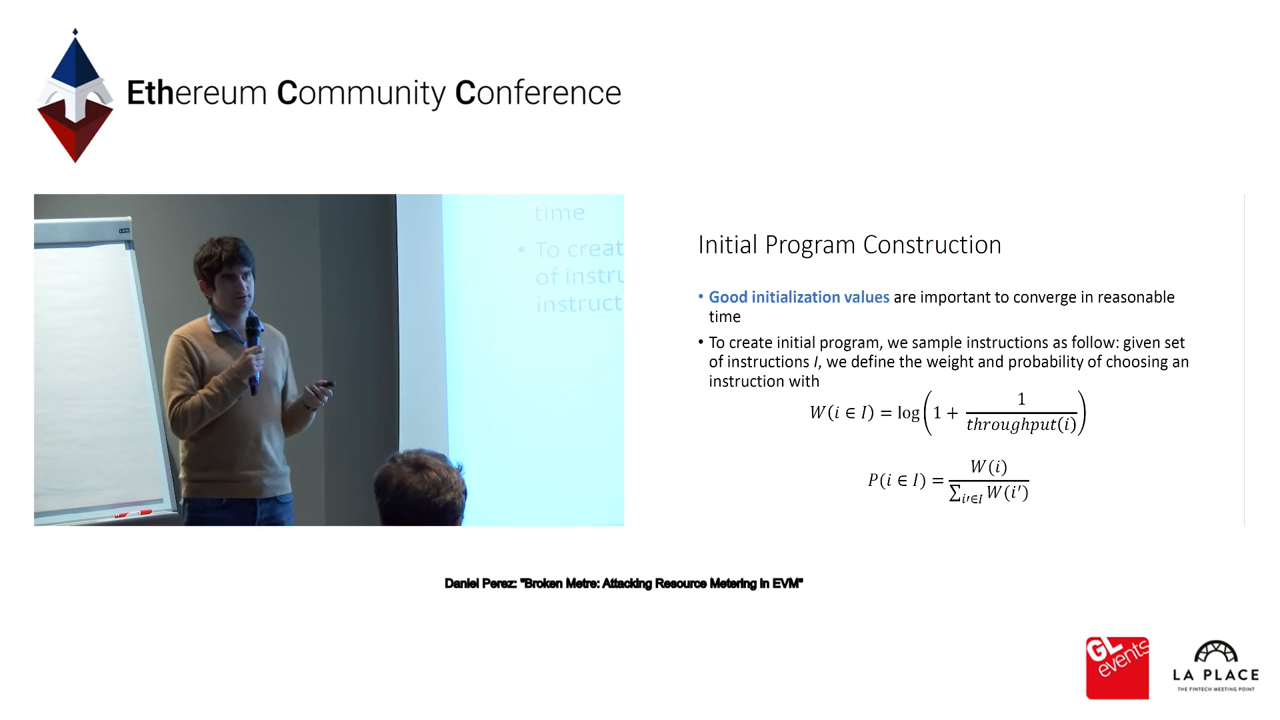 Ethereum Community Conference
time
• To creat
of instru
instruct
Initial Program Construction
• Good initialization values are important to converge in reasonable
time
• To create initial program, we sample instructions as follow: given set
of instructions I, we define the weight and probability of choosing an
instruction with
W(i ∈ I) = log(1 + 1/throughput(i))
P(i ∈ I) = W(i)/∑i′∈I W(i′)
Daniel Perez: "Broken Metre: Attacking Resource Metering in EVM"
GL
events
LA PLACE
THE FINTECH MEETING POINT